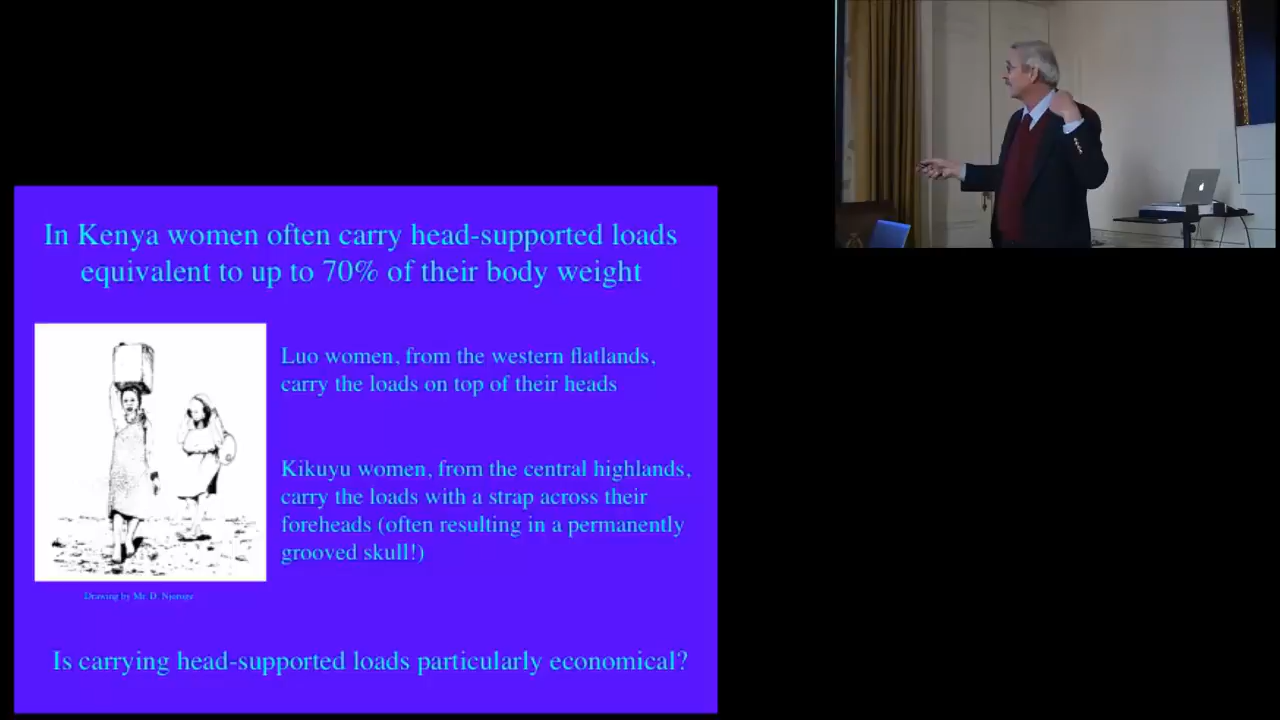 In Kenya women often carry head-supported loads
equivalent to up to 70% of their body weight
Luo women, from the western flatlands,
carry the loads on top of their heads
Kikuyu women, from the central highlands,
carry the loads with a strap across their
foreheads (often resulting in a permanently
grooved skull!)
Drawing by Mr. D. Njoroge
Is carrying head-supported loads particularly economical?